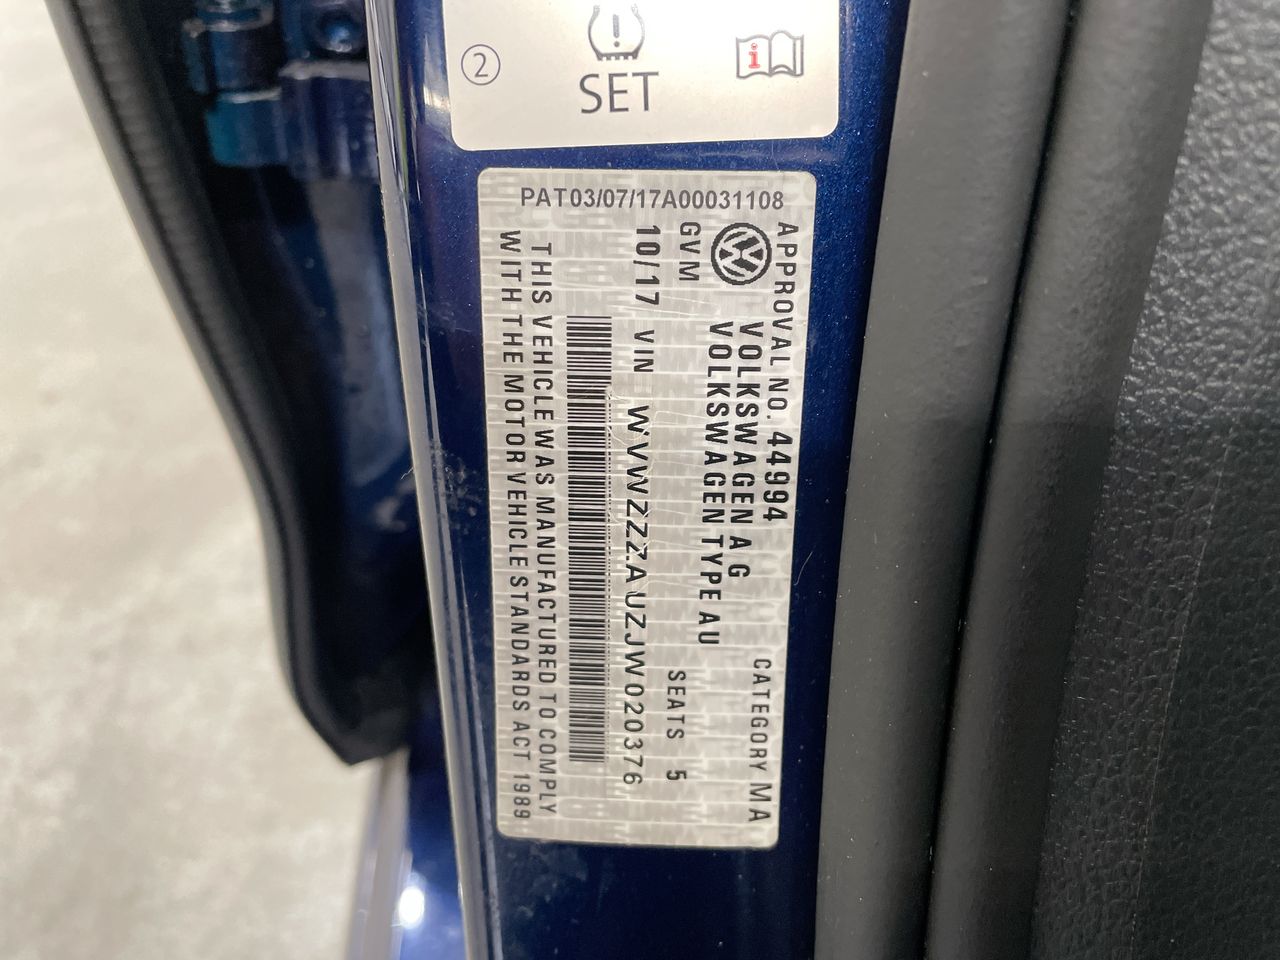 2
SET
i
PAT03/07/17A00031108
APPROVAL NO. 44994 CATEGORY MA
VOLKSWAGEN AG
VOLKSWAGEN TYPE AU
GVM SEATS 5
10/17 VIN WVWZZZAUZJW020376
THIS VEHICLE WAS MANUFACTURED TO COMPLY
WITH THE MOTOR VEHICLE STANDARDS ACT 1989